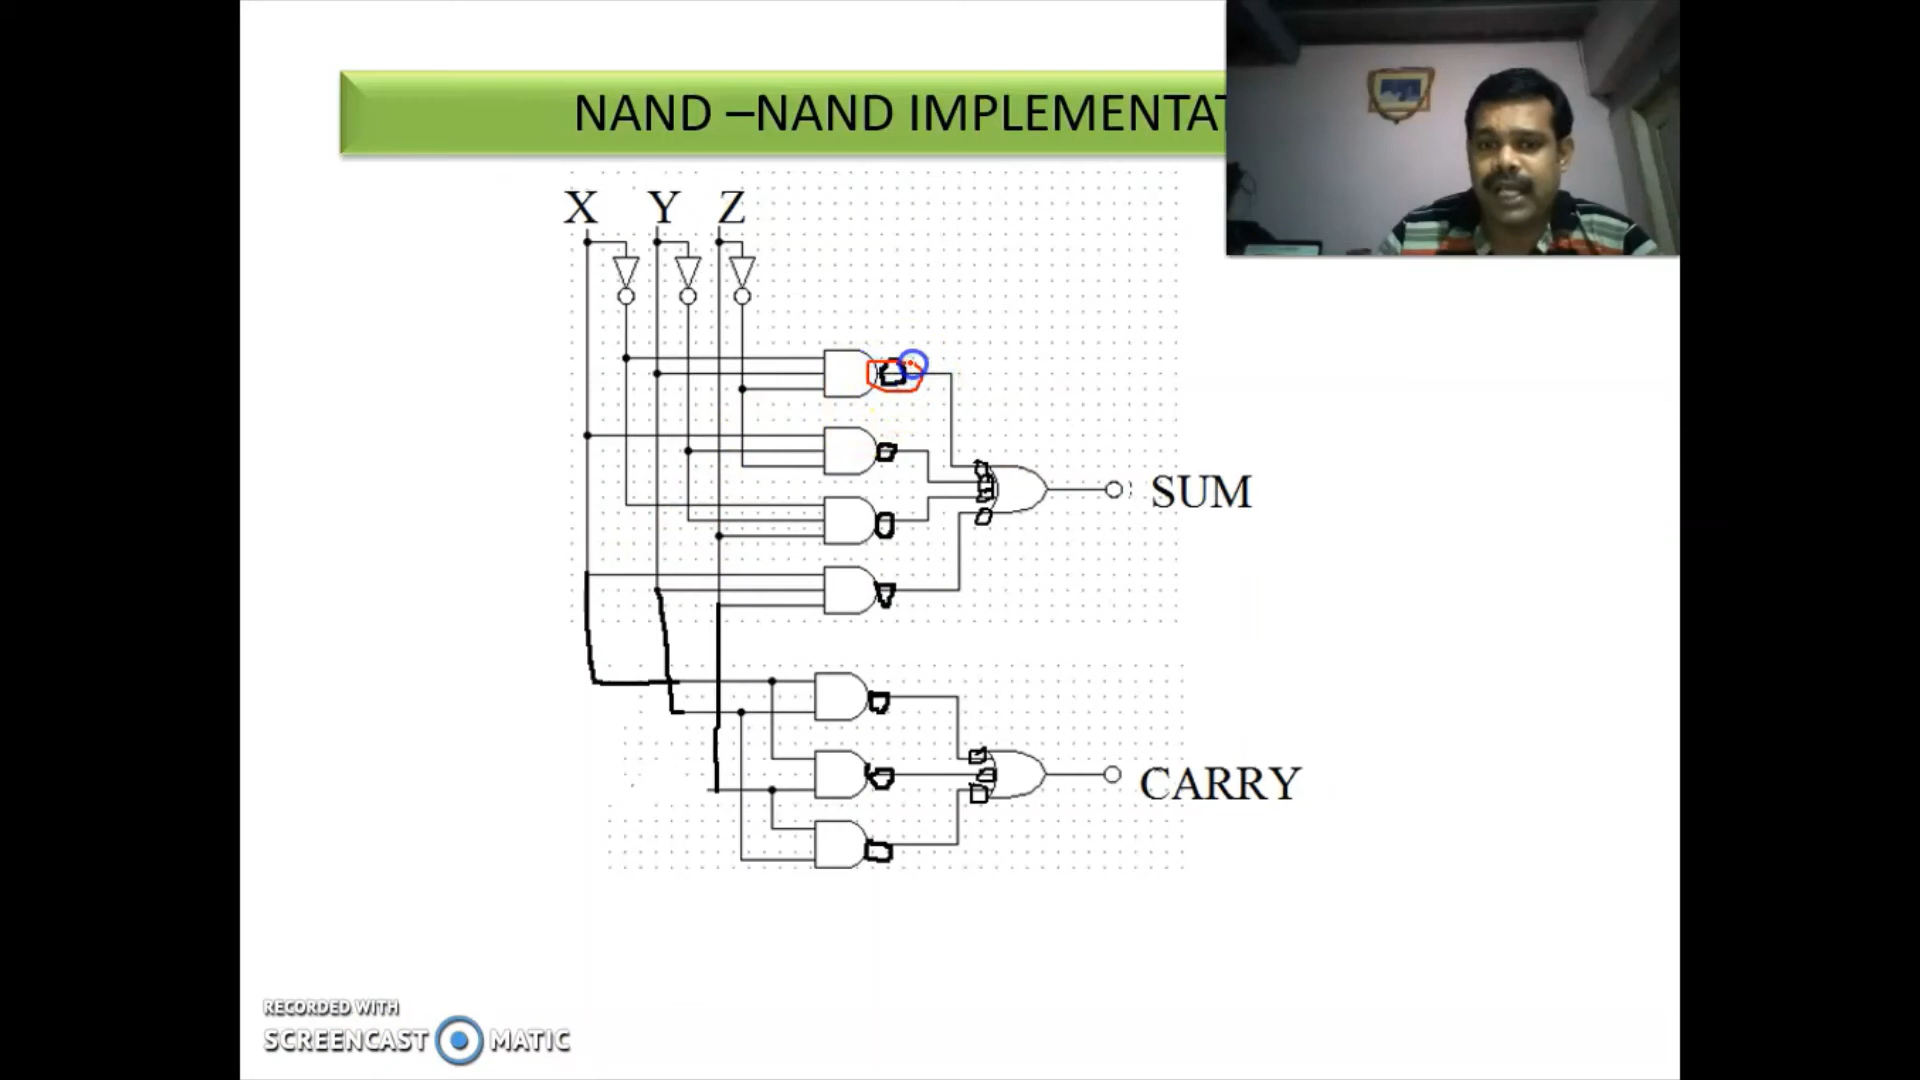 NAND –NAND IMPLEMENTAT
X Y Z
SUM
CARRY
RECORDED WITH
SCREENCAST MATIC